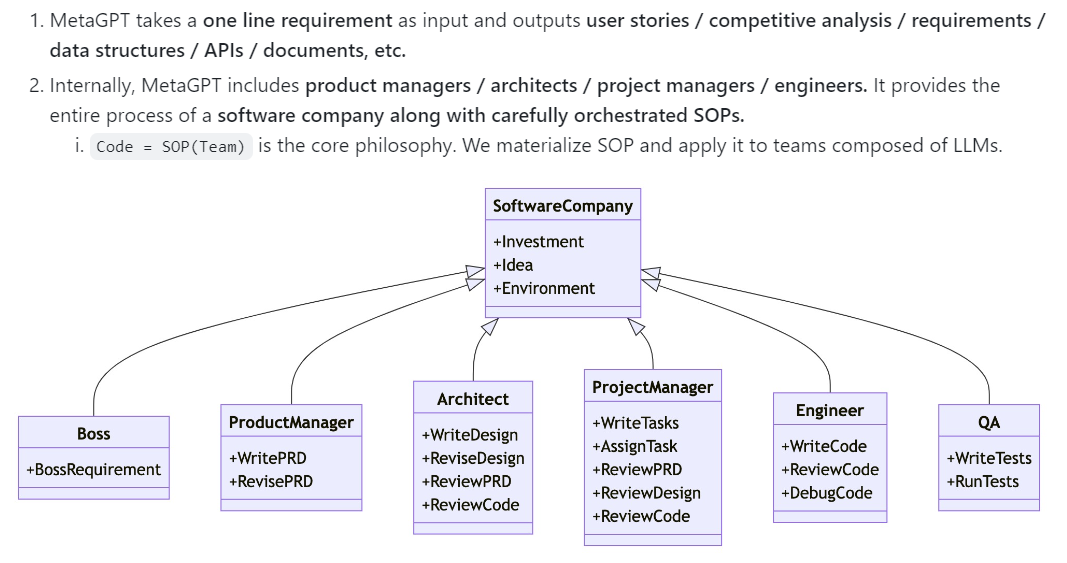 1. MetaGPT takes a one line requirement as input and outputs user stories / competitive analysis / requirements /
data structures / APIs / documents, etc.
2. Internally, MetaGPT includes product managers / architects / project managers / engineers. It provides the
entire process of a software company along with carefully orchestrated SOPs.
i. Code = SOP(Team) is the core philosophy. We materialize SOP and apply it to teams composed of LLMs.
SoftwareCompany
+Investment
+Idea
+Environment
Boss
+BossRequirement
ProductManager
+WritePRD
+RevisePRD
Architect
+WriteDesign
+ReviseDesign
+ReviewPRD
+ReviewCode
ProjectManager
+WriteTasks
+AssignTask
+ReviewPRD
+ReviewDesign
+ReviewCode
Engineer
+WriteCode
+ReviewCode
+DebugCode
QA
+WriteTests
+RunTests